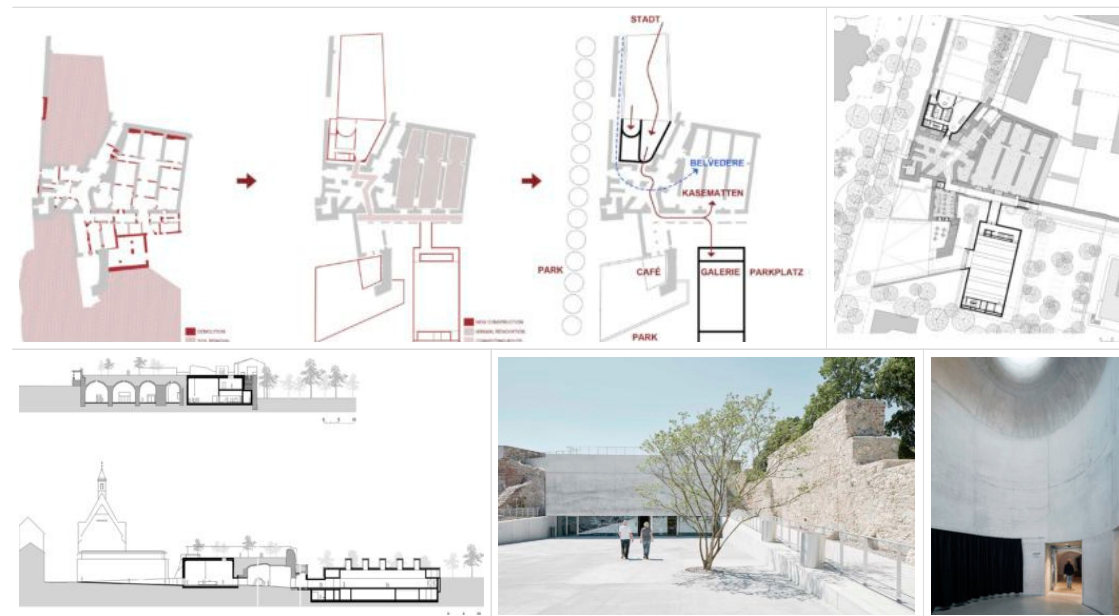 STADT
BELVEDERE
KASEMATTEN
PARK
CAFÉ
GALERIE
PARKPLATZ
PARK
DEMOLITION
NEW CONSTRUCTION